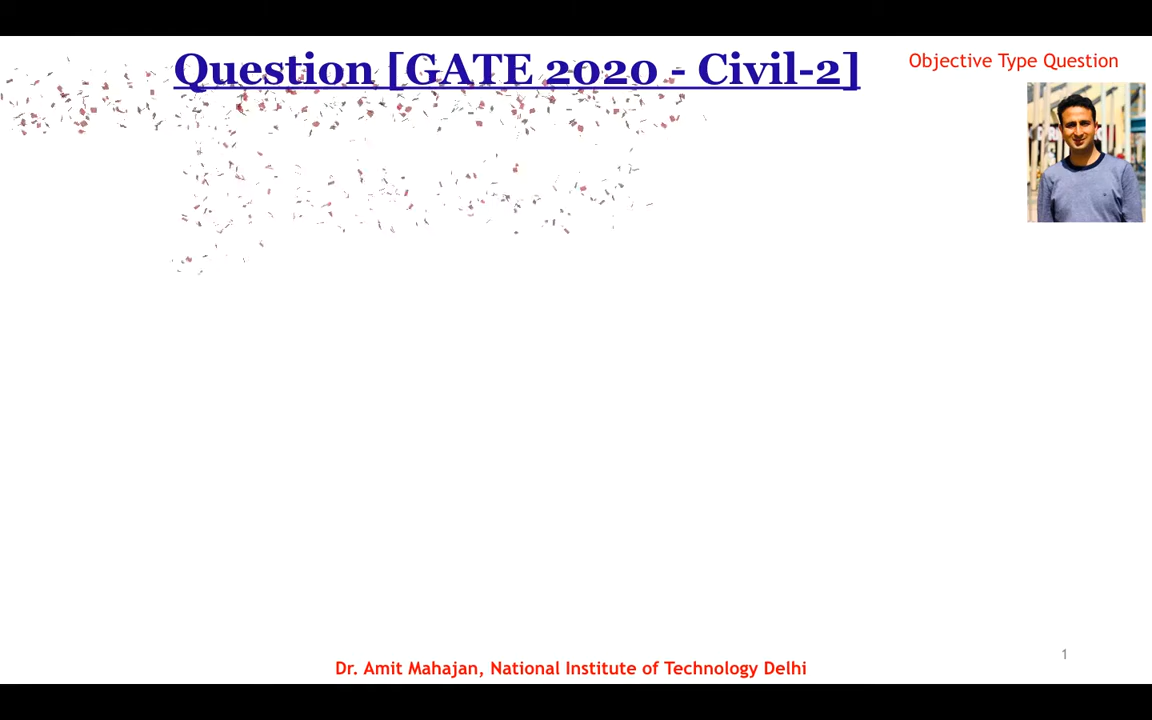 Question [GATE 2020 - Civil-2]
Objective Type Question
1
Dr. Amit Mahajan, National Institute of Technology Delhi